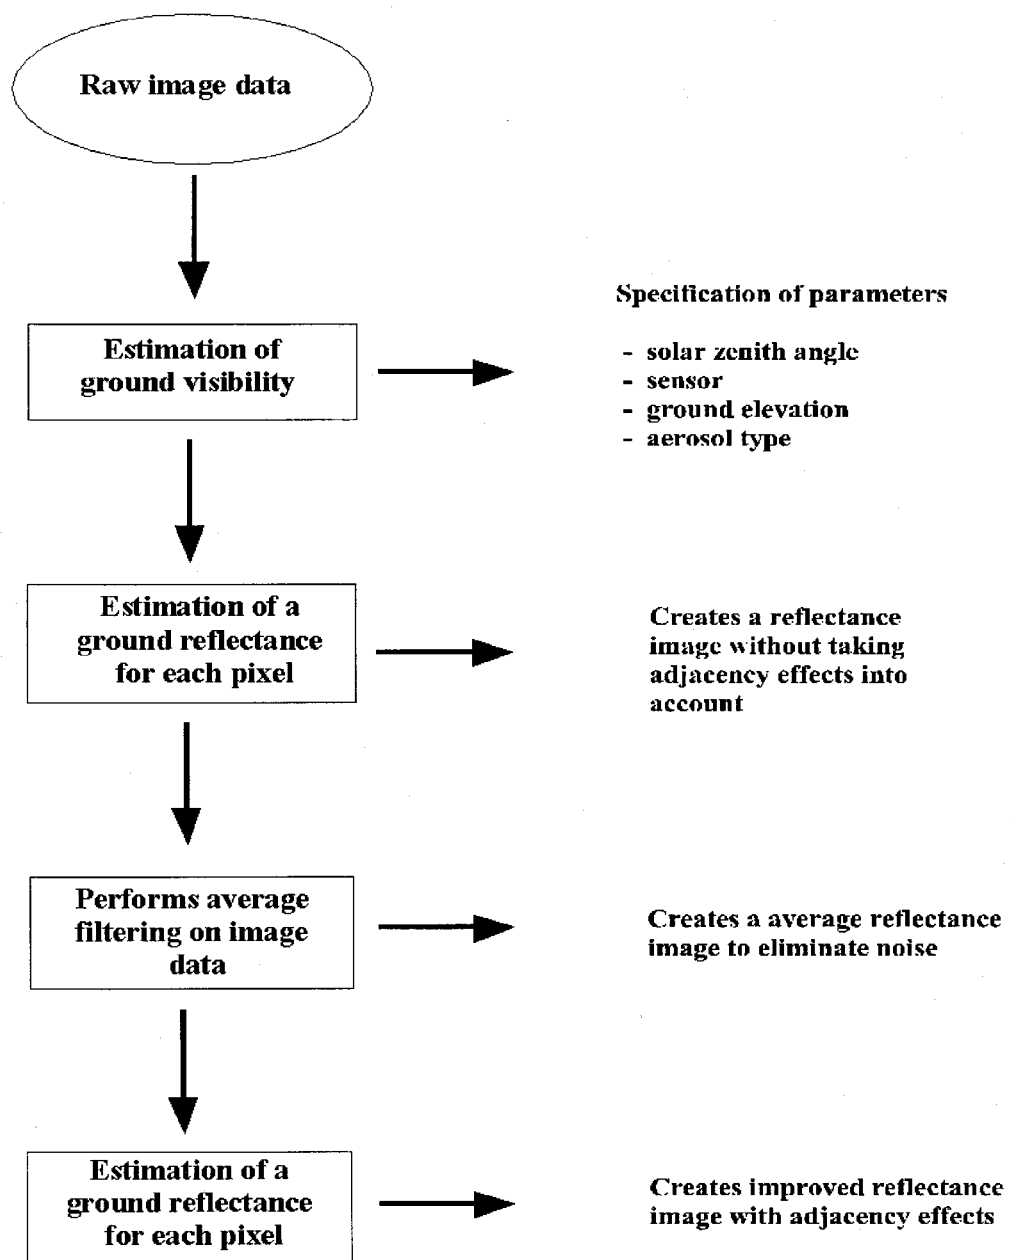 Raw image data
Estimation of
ground visibility
Specification of parameters
- solar zenith angle
- sensor
- ground elevation
- aerosol type
Estimation of a
ground reflectance
for each pixel
Creates a reflectance
image without taking
adjacency effects into
account
Performs average
filtering on image
data
Creates a average reflectance
image to eliminate noise
Estimation of a
ground reflectance
for each pixel
Creates improved reflectance
image with adjacency effects